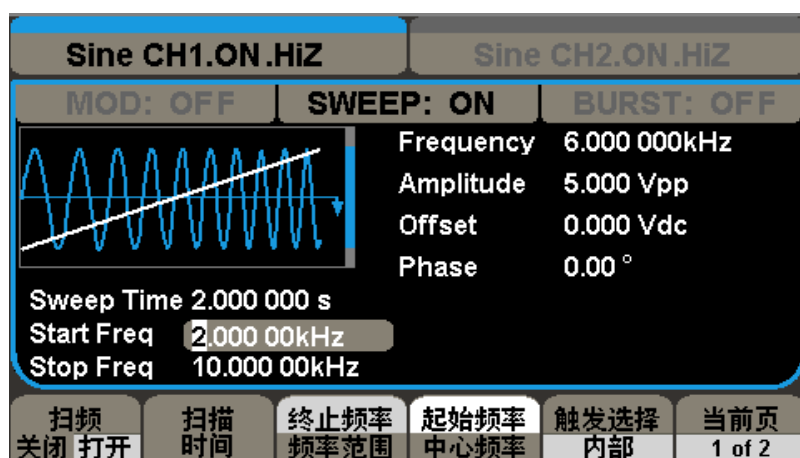 Sine CH1.ON.HiZ
Sine CH2.ON.HiZ
MOD: OFF
SWEEP: ON
BURST: OFF
Frequency 6.000 000kHz
Amplitude 5.000 Vpp
Offset 0.000 Vdc
Phase 0.00 °
Sweep Time 2.000 000 s
Start Freq 2.000 00kHz
Stop Freq 10.000 00kHz
扫频 扫描 终止频率 起始频率 触发选择 当前页
关闭 打开 时间 频率范围 中心频率 内部 1 of 2